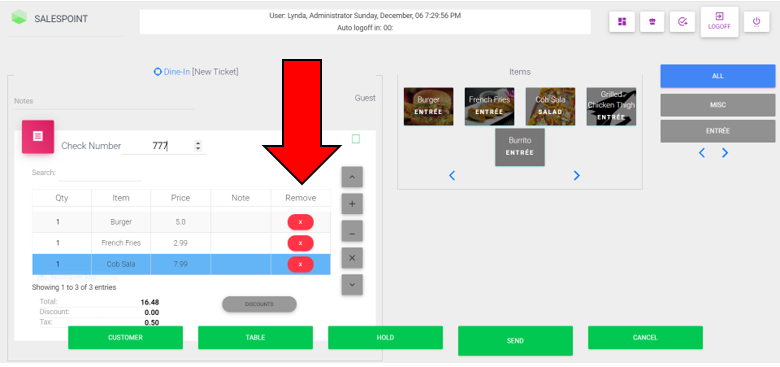 SALESPOINT
User: Lynda, Administrator Sunday, December, 06 7:29:56 PM
Auto logoff in: 00:
LOGOFF
Dine-In [New Ticket]
Notes
Guest
Check Number 777
Search:
Qty Item Price Note Remove
1 Burger 5.0 x
1 French Fries 2.99 x
1 Cob Sala 7.99 x
Showing 1 to 3 of 3 entries
Total: 16.48
Discount: 0.00
Tax: 0.50
DISCOUNTS
Items
Burger
ENTRÉE
French Fries
ENTRÉE
Cob Sala
SALAD
Grilled
Chicken Thigh
ENTRÉE
Burrito
ENTRÉE
ALL
MISC
ENTRÉE
CUSTOMER TABLE HOLD SEND CANCEL